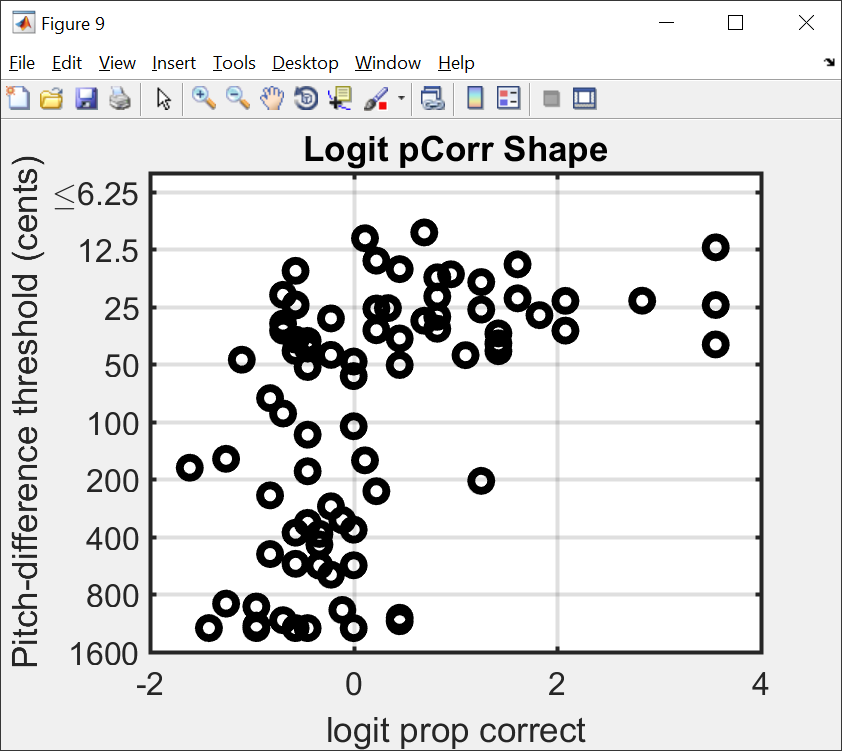 Figure 9
File Edit View Insert Tools Desktop Window Help
Logit pCorr Shape
Pitch-difference threshold (cents)
≤6.25
12.5
25
50
100
200
400
800
1600
-2 0 2 4
logit prop correct